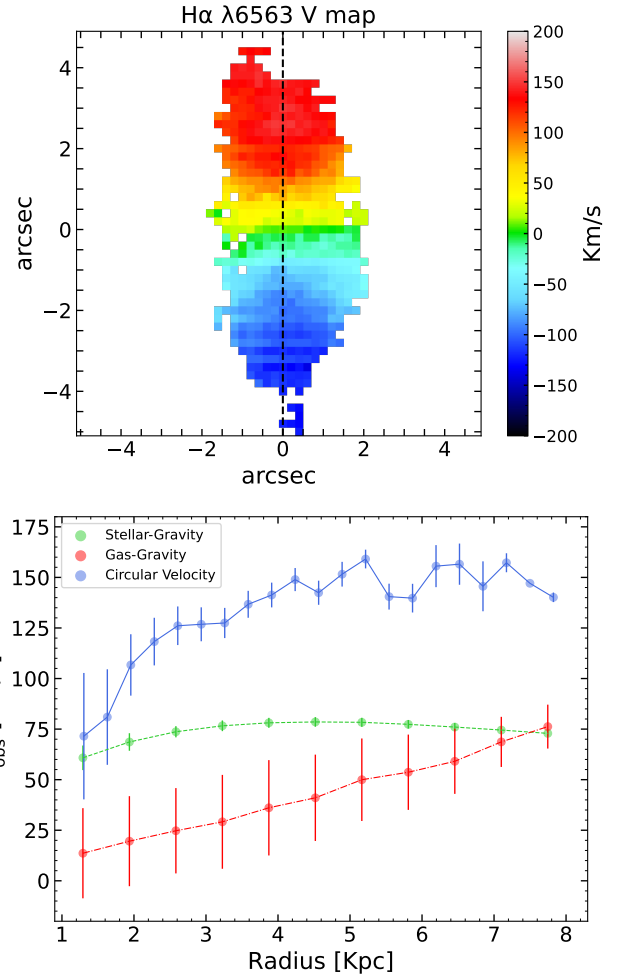 Hα λ6563 V map
4
2
0
−2
−4
arcsec
−4 −2 0 2 4
arcsec
200
150
100
50
0
−50
−100
−150
−200
Km/s
175
150
125
100
75
50
25
0
obs
Stellar-Gravity
Gas-Gravity
Circular Velocity
1 2 3 4 5 6 7 8
Radius [Kpc]